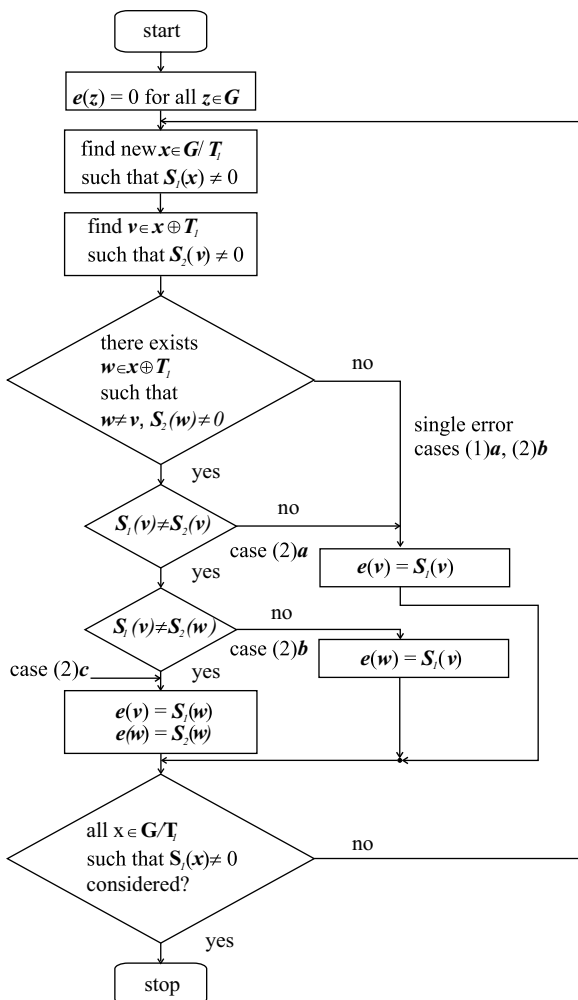 start
e(z) = 0 for all z∈G
find new x∈G/ T₁
such that S₁(x) ≠ 0
find v∈x⊕T₁
such that S₂(v) ≠ 0
there exists
w∈x⊕T₁
such that
w≠v, S₂(w)≠0
no
single error
cases (1)a, (2)b
yes
S₁(v)≠S₂(v)
no
case (2)a
e(v) = S₁(v)
yes
S₁(v)≠S₂(w)
no
case (2)b
e(w) = S₁(v)
case (2)c
yes
e(v) = S₁(w)
e(w) = S₂(w)
all x∈G/T₁
such that S₁(x)≠ 0
considered?
no
yes
stop